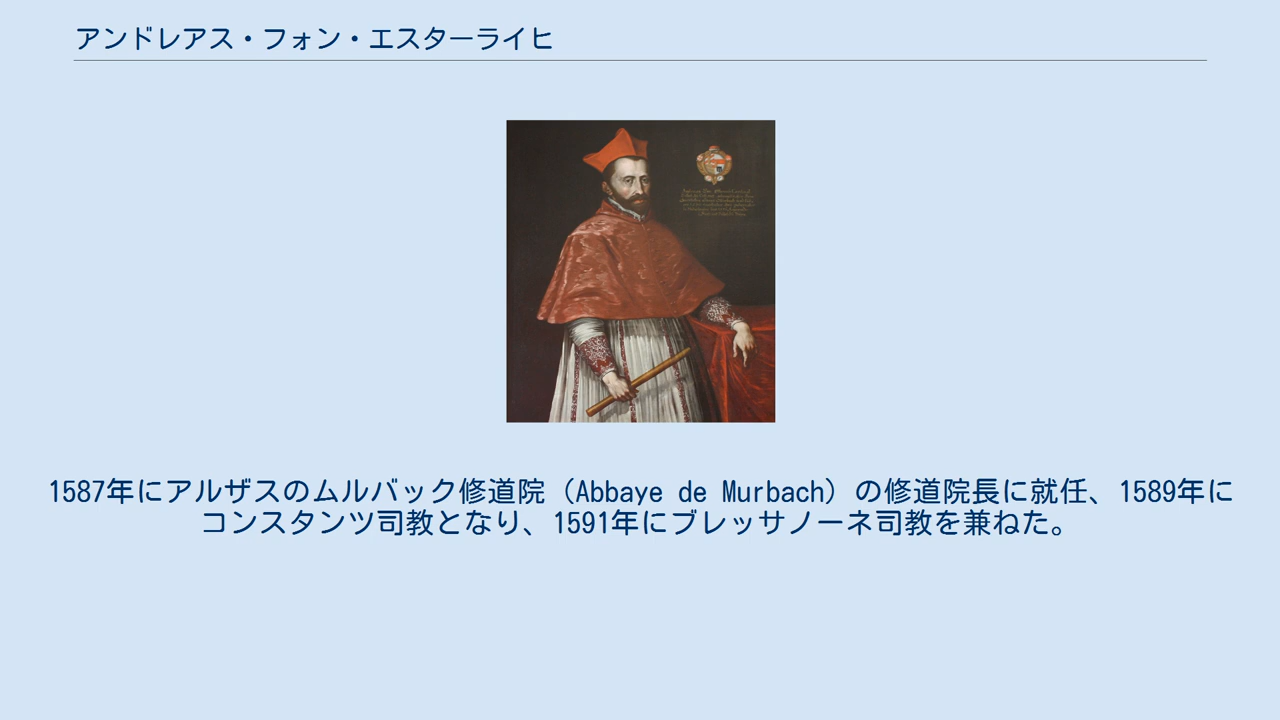 アンドレアス・フォン・エスターライヒ
1587年にアルザスのムルバック修道院（Abbaye de Murbach）の修道院長に就任、1589年に
コンスタンツ司教となり、1591年にブレッサノーネ司教を兼ねた。